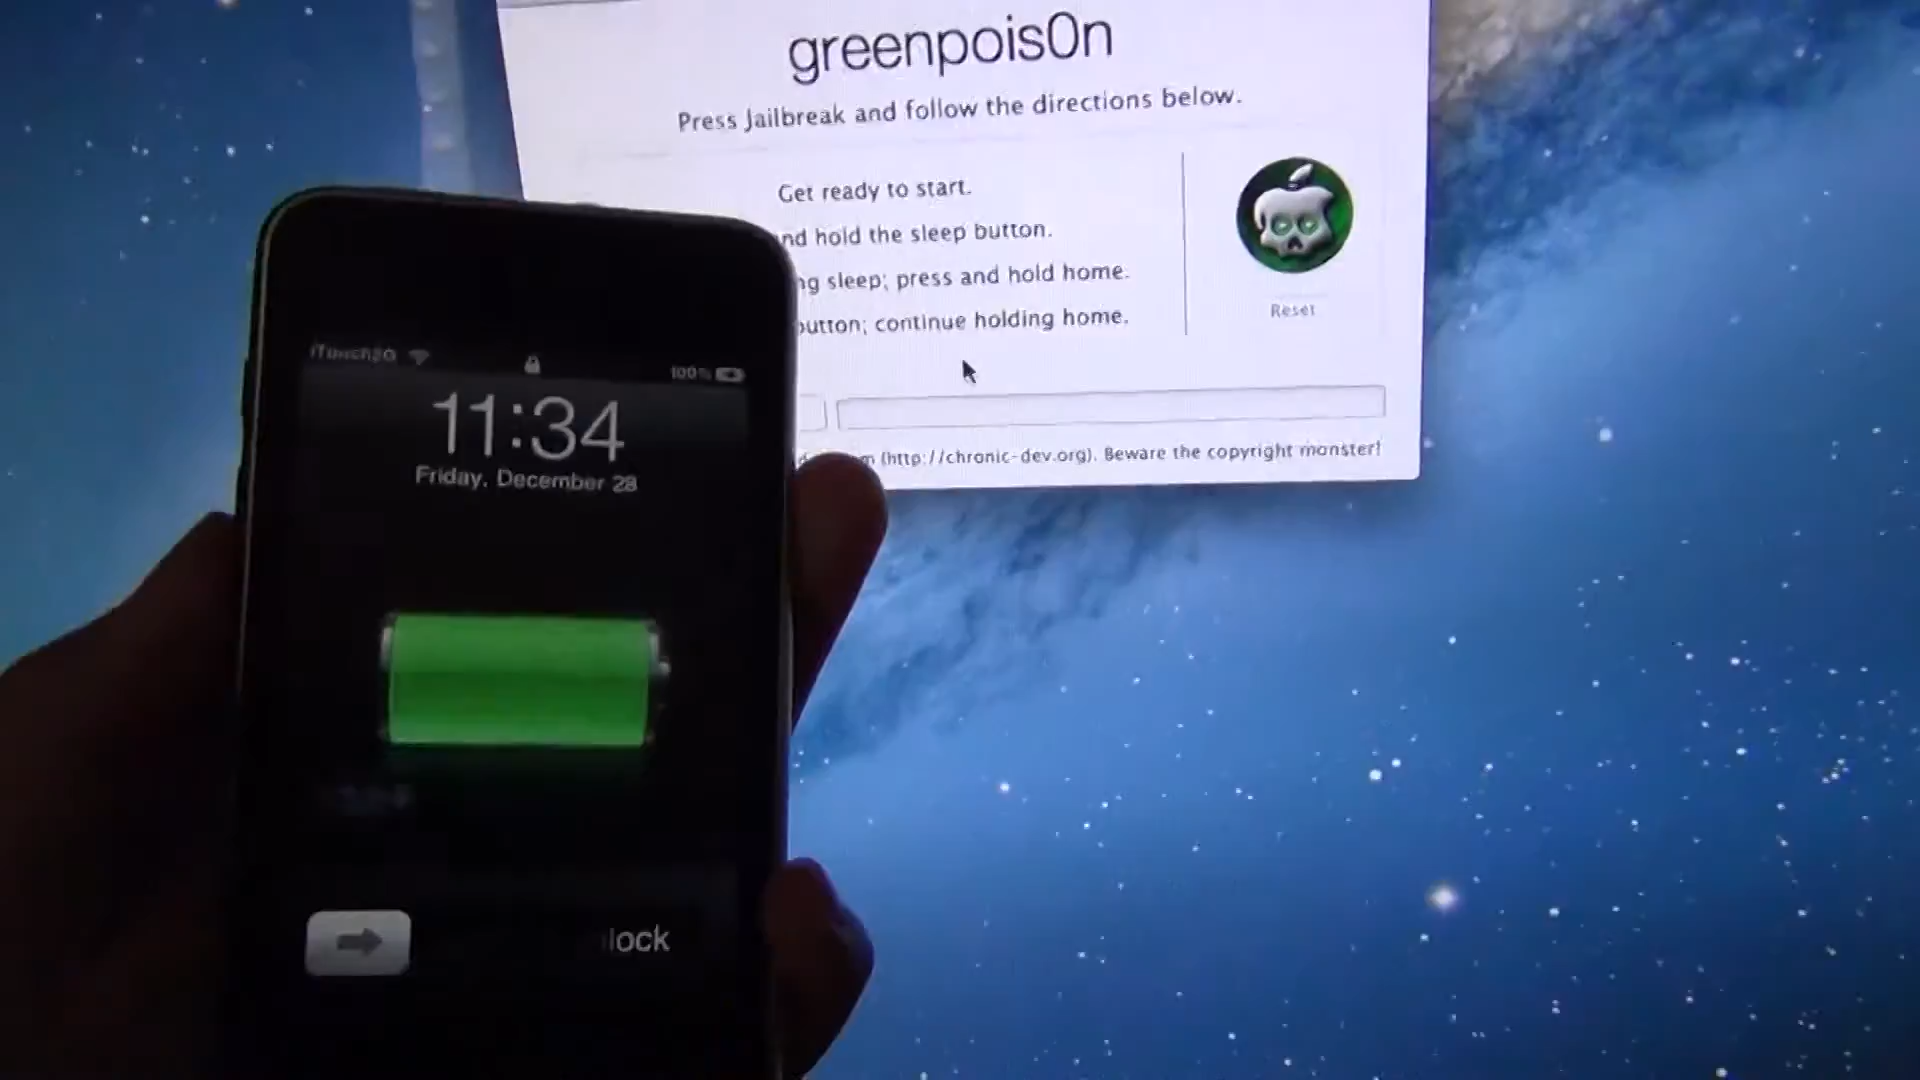 greenpois0n
Press Jailbreak and follow the directions below.
Get ready to start.
nd hold the sleep button.
ng sleep; press and hold home.
button; continue holding home.
Reset
(http://chronic-dev.org). Beware the copyright monster!
100%
11:34
Friday, December 28
lock